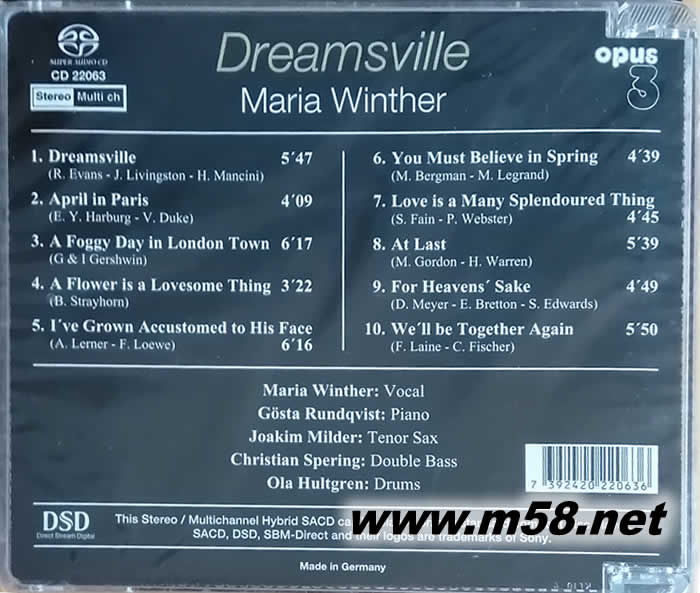 SUPER AUDIO CD
CD 22063
Stereo Multi ch
Dreamsville
Maria Winther
opus
3
1. Dreamsville 5´47
(R. Evans - J. Livingston - H. Mancini)
2. April in Paris 4´09
(E. Y. Harburg - V. Duke)
3. A Foggy Day in London Town 6´17
(G & I Gershwin)
4. A Flower is a Lovesome Thing 3´22
(B. Strayhorn)
5. I´ve Grown Accustomed to His Face
(A. Lerner - F. Loewe) 6´16
6. You Must Believe in Spring 4´39
(M. Bergman - M. Legrand)
7. Love is a Many Splendoured Thing
(S. Fain - P. Webster) 4´45
8. At Last 5´39
(M. Gordon - H. Warren)
9. For Heavens´ Sake 4´49
(D. Meyer - E. Bretton - S. Edwards)
10. We´ll be Together Again 5´50
(F. Laine - C. Fischer)
Maria Winther: Vocal
Gösta Rundqvist: Piano
Joakim Milder: Tenor Sax
Christian Spering: Double Bass
Ola Hultgren: Drums
7 392420 220636
DSD
Direct Stream Digital
This Stereo / Multichannel Hybrid SACD
SACD, DSD, SBM-Direct and their logos are trademarks of Sony.
www.m58.net
Made in Germany